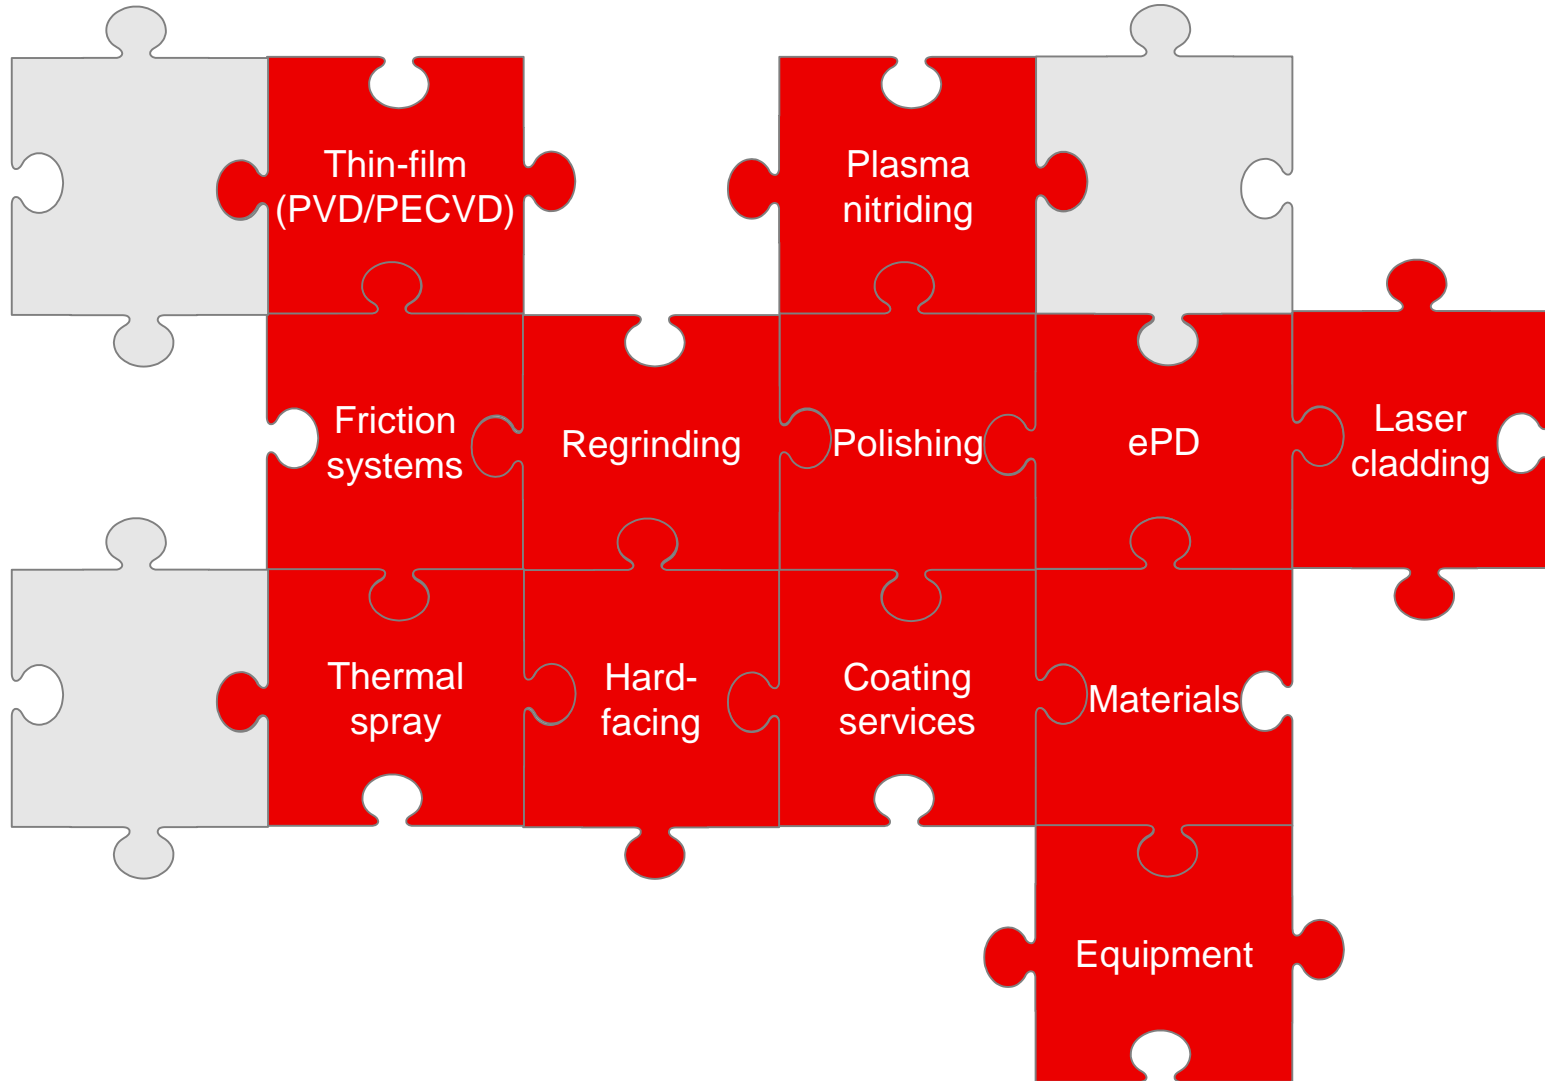 Thin-film
(PVD/PECVD)
Plasma
nitriding
Friction
systems
Regrinding
Polishing
ePD
Laser
cladding
Thermal
spray
Hard-
facing
Coating
services
Materials
Equipment